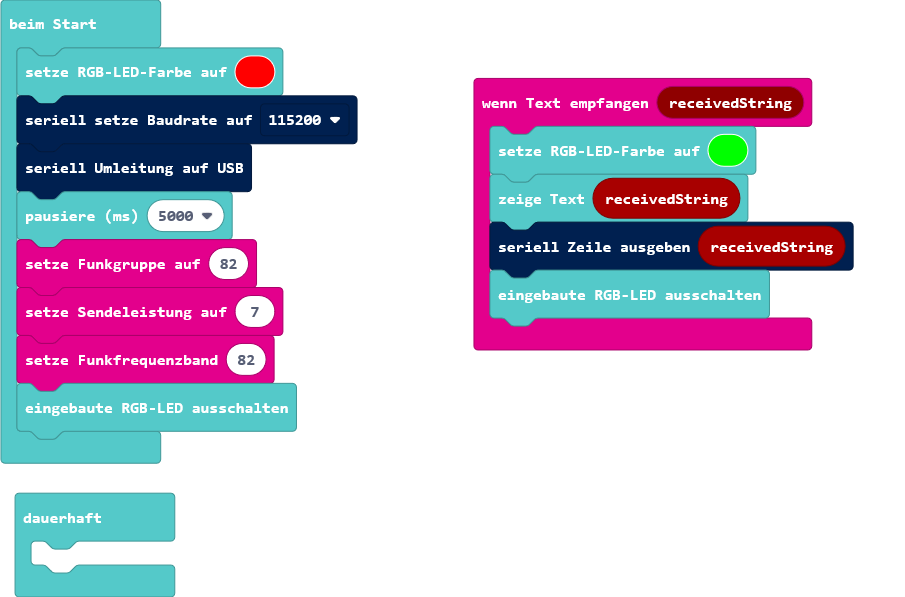 beim Start
setze RGB-LED-Farbe auf
seriell setze Baudrate auf 115200
seriell Umleitung auf USB
pausiere (ms) 5000
setze Funkgruppe auf 82
setze Sendeleistung auf 7
setze Funkfrequenzband 82
eingebaute RGB-LED ausschalten
dauerhaft
wenn Text empfangen receivedString
setze RGB-LED-Farbe auf
zeige Text receivedString
seriell Zeile ausgeben receivedString
eingebaute RGB-LED ausschalten